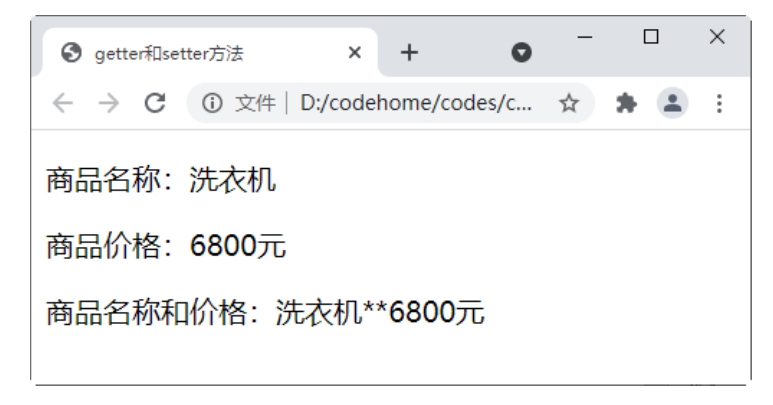 getter和setter方法
文件 | D:/codehome/codes/c...
商品名称：洗衣机
商品价格：6800元
商品名称和价格：洗衣机**6800元